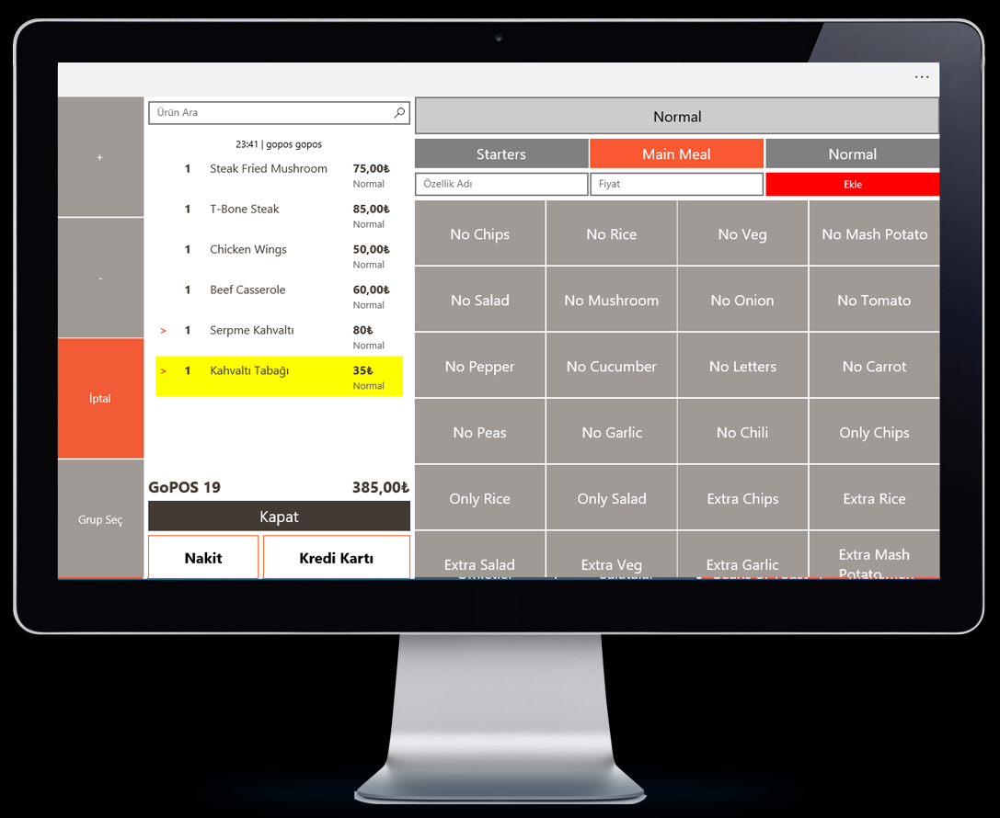 ...
+
-
İptal
Grup Seç
Ürün Ara
23:41 | gopos gopos
1 Steak Fried Mushroom 75,00₺
Normal
1 T-Bone Steak 85,00₺
Normal
1 Chicken Wings 50,00₺
Normal
1 Beef Casserole 60,00₺
Normal
> 1 Serpme Kahvaltı 80₺
Normal
> 1 Kahvaltı Tabağı 35₺
Normal
GoPOS 19 385,00₺
Kapat
Nakit Kredi Kartı
Normal
Starters Main Meal Normal
Özellik Adı Fiyat Ekle
No Chips No Rice No Veg No Mash Potato
No Salad No Mushroom No Onion No Tomato
No Pepper No Cucumber No Letters No Carrot
No Peas No Garlic No Chili Only Chips
Only Rice Only Salad Extra Chips Extra Rice
Extra Salad Extra Veg Extra Garlic Extra Mash
Potato